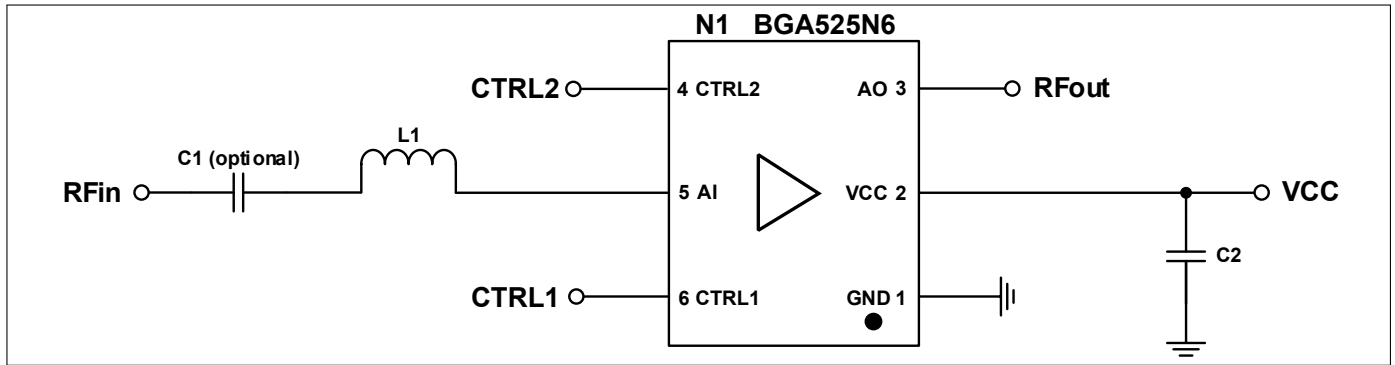 N1 BGA525N6
CTRL2
4 CTRL2
AO 3
RFout
L1
C1 (optional)
RFin
5 AI
VCC 2
VCC
C2
CTRL1
6 CTRL1
GND 1